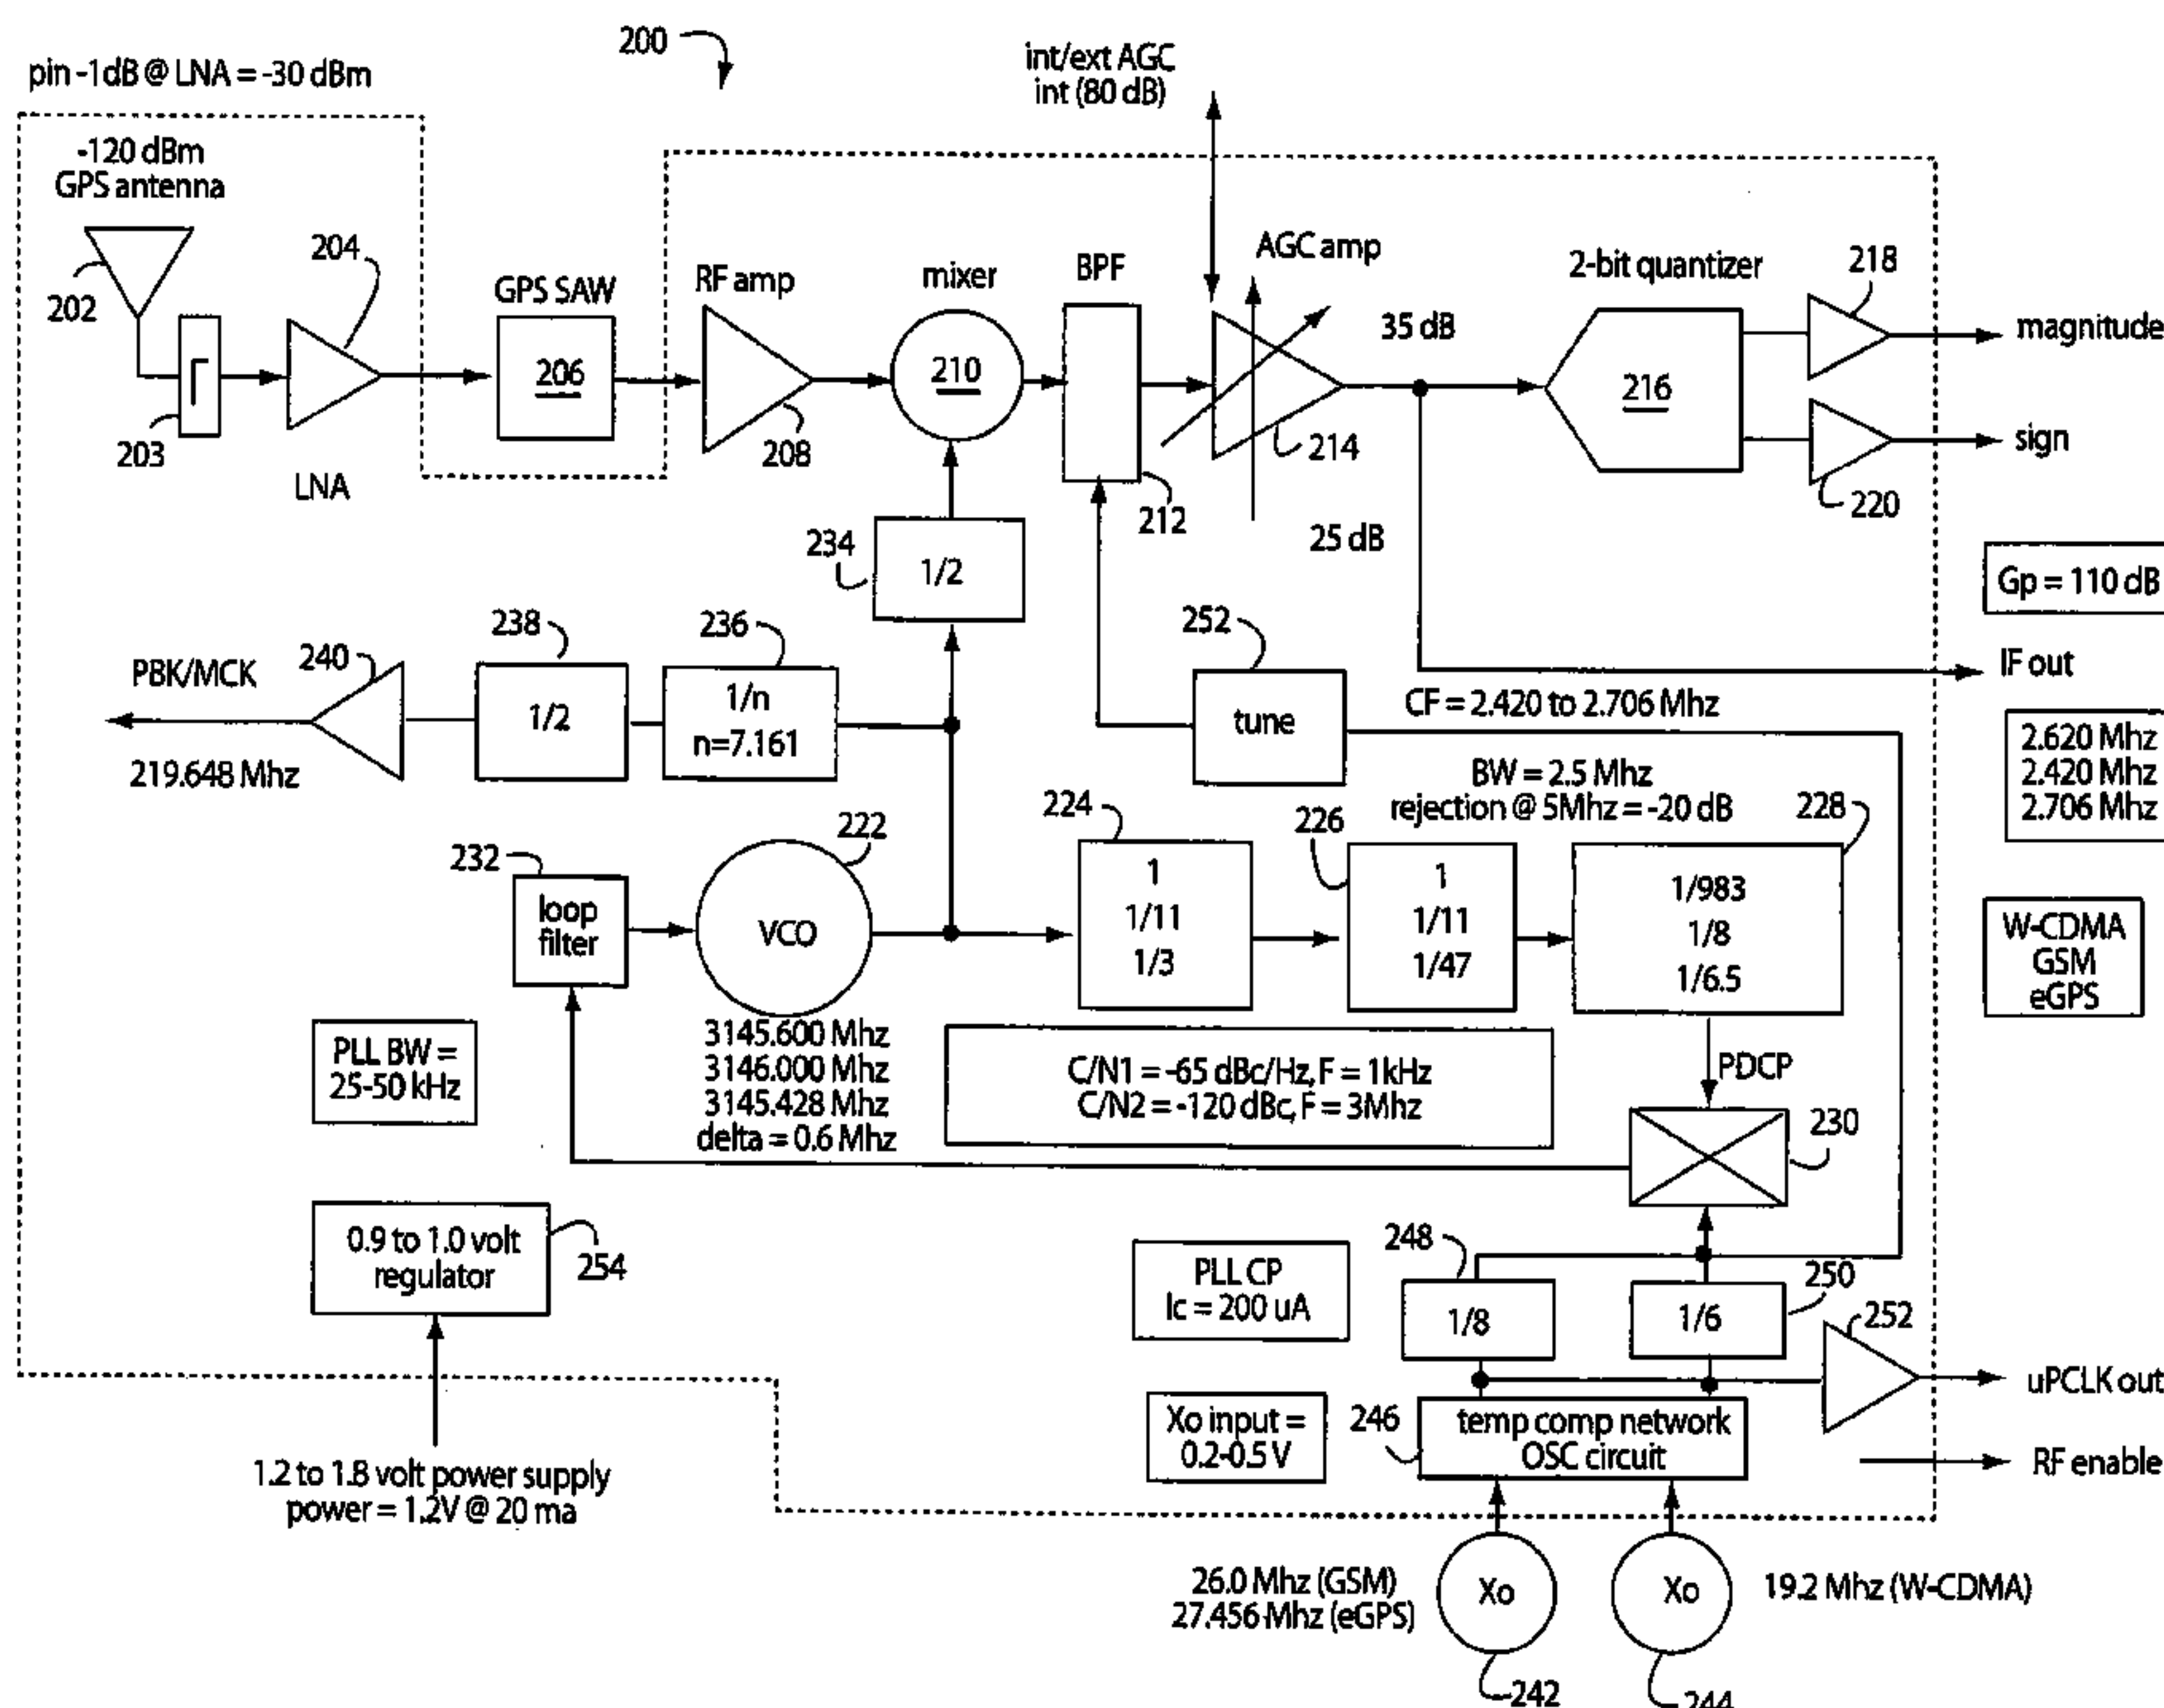 200
int/ext AGC
int (80 dB)
pin -1dB @ LNA = -30 dBm
-120 dBm
GPS antenna
202
203
204
LNA
GPS SAW
206
RF amp
208
mixer
210
BPF
212
AGC amp
35 dB
214
25 dB
2-bit quantizer
216
218
magnitude
sign
220
234
1/2
Gp = 110 dB
238
236
240
PBK/MCK
1/2
1/n
n=7.161
219.648 Mhz
252
tune
IF out
CF = 2.420 to 2.706 Mhz
2.620 Mhz
2.420 Mhz
2.706 Mhz
BW = 2.5 Mhz
rejection @ 5Mhz = -20 dB
232
loop
filter
222
VCO
224
1
1/11
1/3
226
1
1/11
1/47
228
1/983
1/8
1/6.5
W-CDMA
GSM
eGPS
PLL BW =
25-50 kHz
3145.600 Mhz
3146.000 Mhz
3145.428 Mhz
delta = 0.6 Mhz
C/N1 = -65 dBc/Hz, F = 1kHz
C/N2 = -120 dBc, F = 3Mhz
PDCP
230
0.9 to 1.0 volt
regulator
254
PLL CP
Ic = 200 uA
248
1/8
250
1/6
252
uPCLK out
Xo input =
0.2-0.5 V
246
temp comp network
OSC circuit
RF enable
1.2 to 1.8 volt power supply
power = 1.2V @ 20 ma
26.0 Mhz (GSM)
27.456 Mhz (eGPS)
Xo
Xo
19.2 Mhz (W-CDMA)
242
244